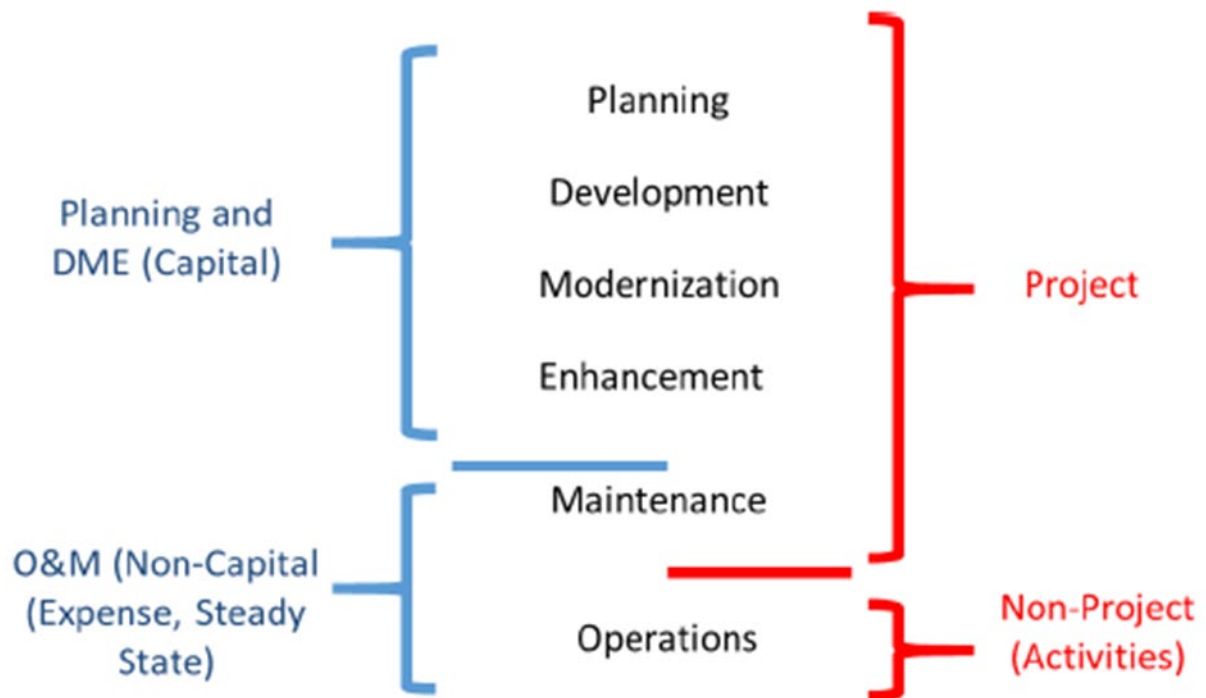 Planning and
DME (Capital)
O&M (Non-Capital
(Expense, Steady
State)
Planning
Development
Modernization
Enhancement
Maintenance
Operations
Project
Non-Project
(Activities)